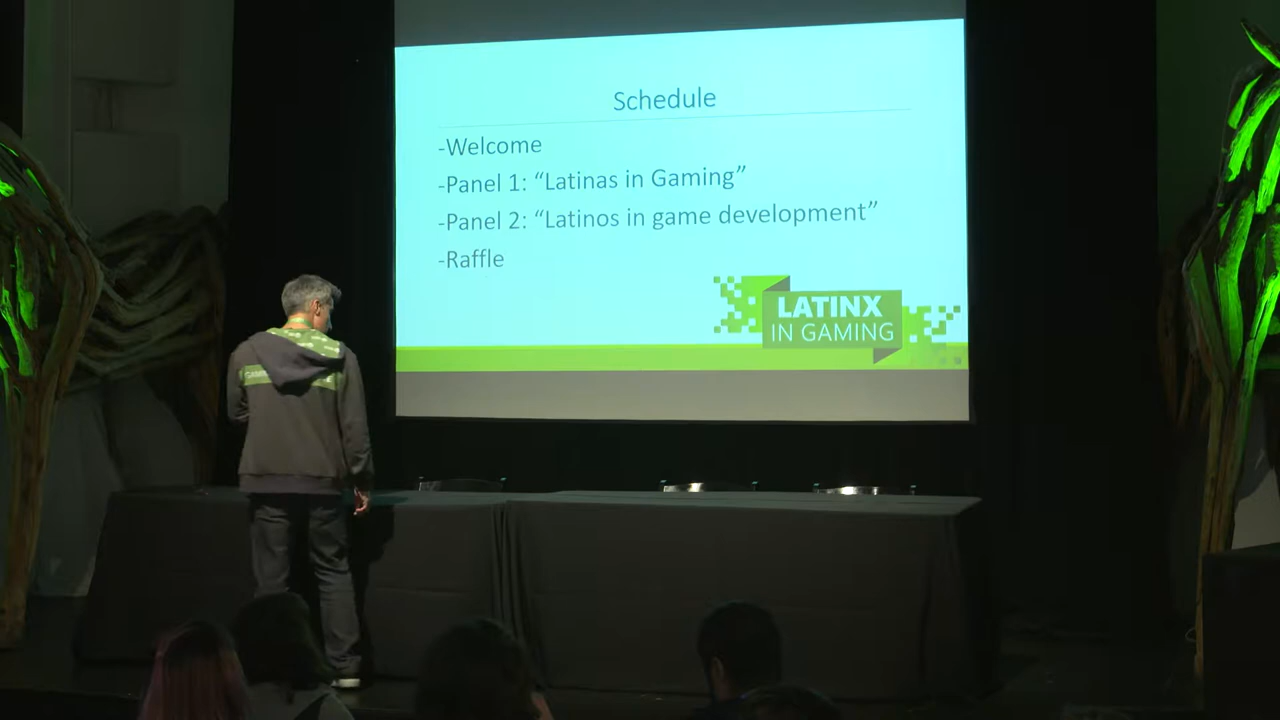 Schedule
-Welcome
-Panel 1: “Latinas in Gaming”
-Panel 2: “Latinos in game development”
-Raffle
LATINX
IN GAMING